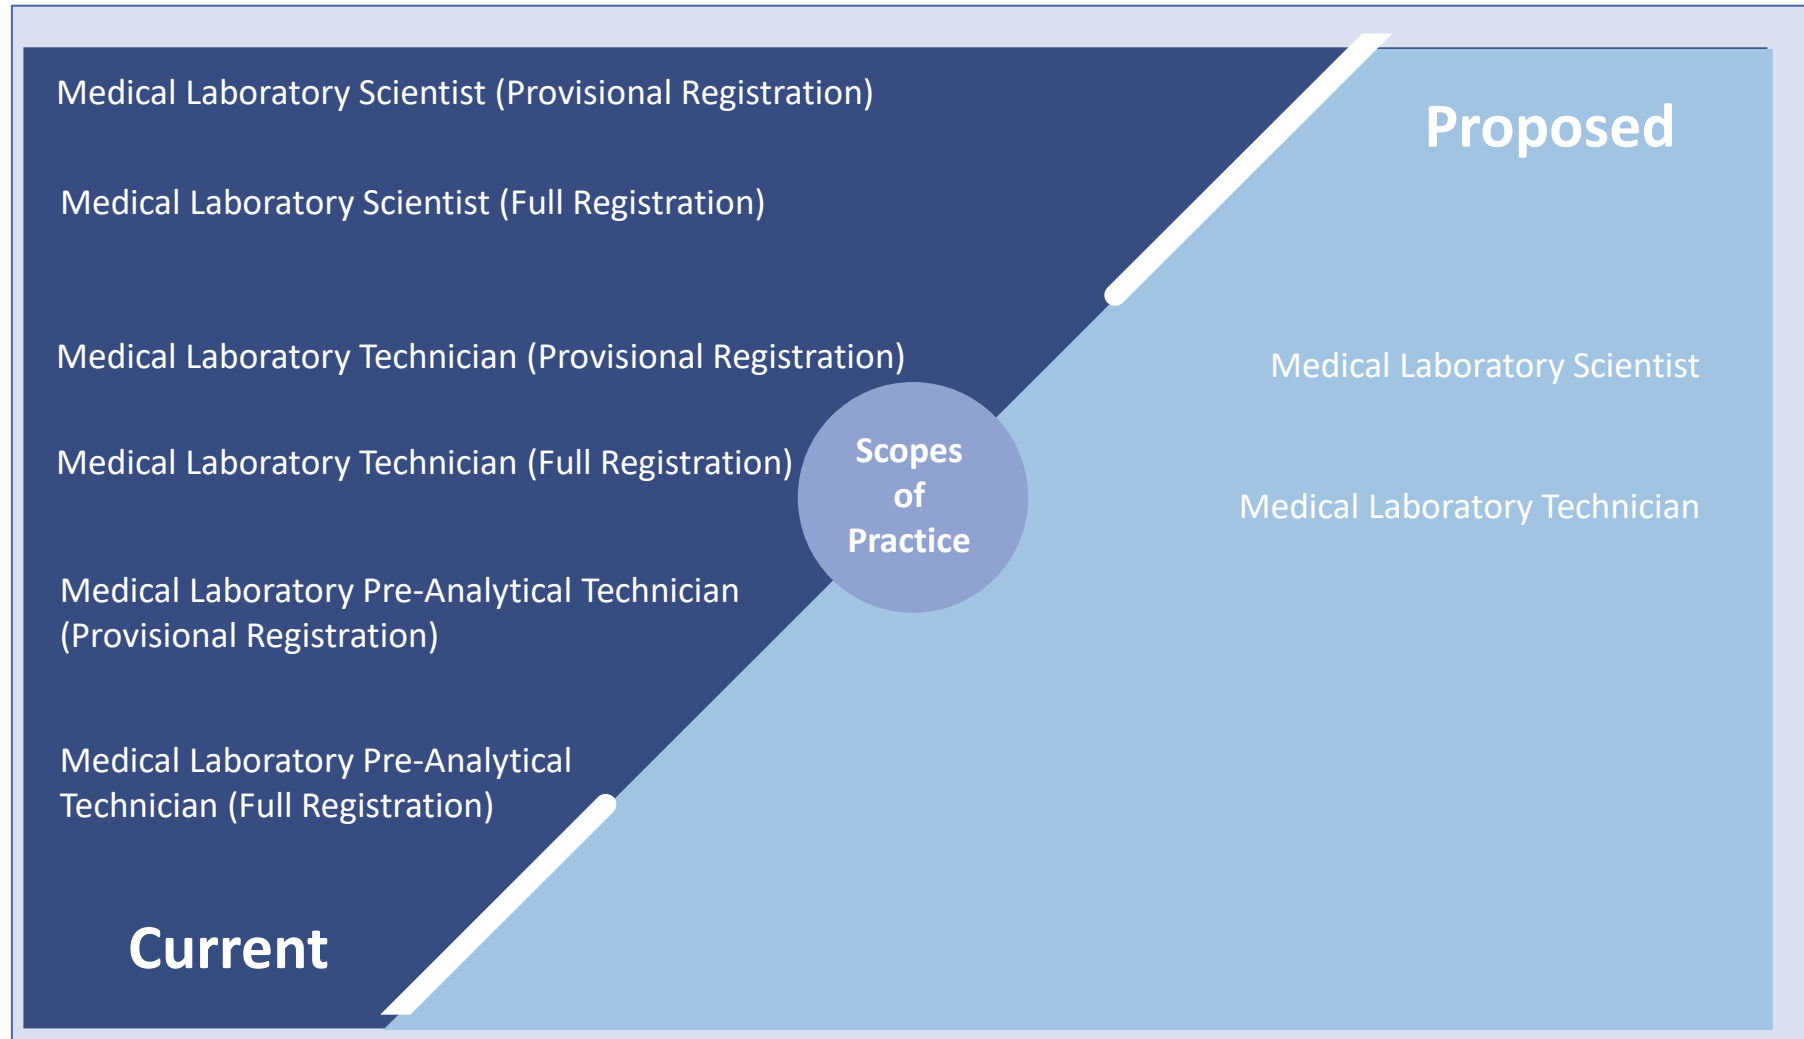 Medical Laboratory Scientist (Provisional Registration)
Medical Laboratory Scientist (Full Registration)
Medical Laboratory Technician (Provisional Registration)
Medical Laboratory Technician (Full Registration)
Medical Laboratory Pre-Analytical Technician
(Provisional Registration)
Medical Laboratory Pre-Analytical
Technician (Full Registration)
Current
Scopes
of
Practice
Proposed
Medical Laboratory Scientist
Medical Laboratory Technician